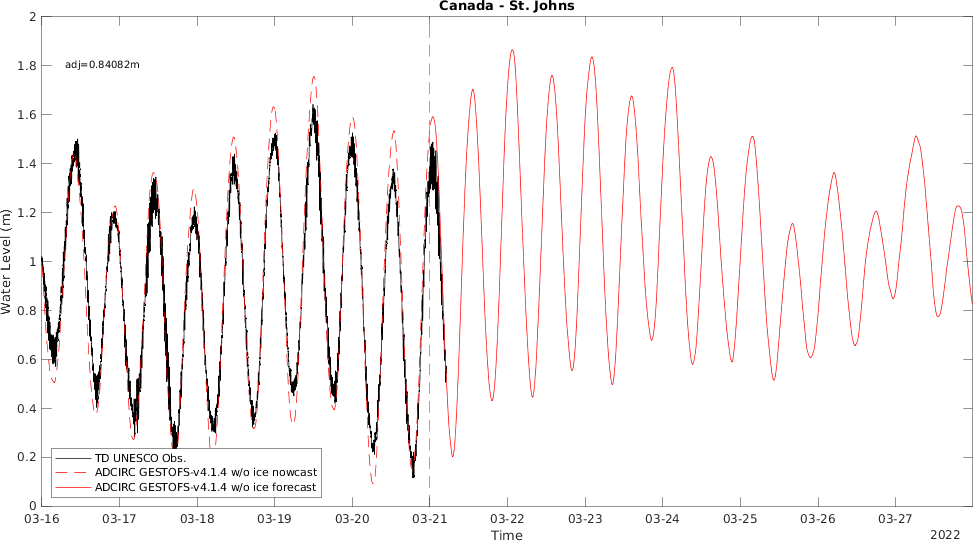 Canada - St. Johns
adj=0.84082m
Water Level (m)
2
1.8
1.6
1.4
1.2
1
0.8
0.6
0.4
0.2
0
TD UNESCO Obs.
ADCIRC GESTOFS-v4.1.4 w/o ice nowcast
ADCIRC GESTOFS-v4.1.4 w/o ice forecast
03-16 03-17 03-18 03-19 03-20 03-21 03-22 03-23 03-24 03-25 03-26 03-27
Time
2022